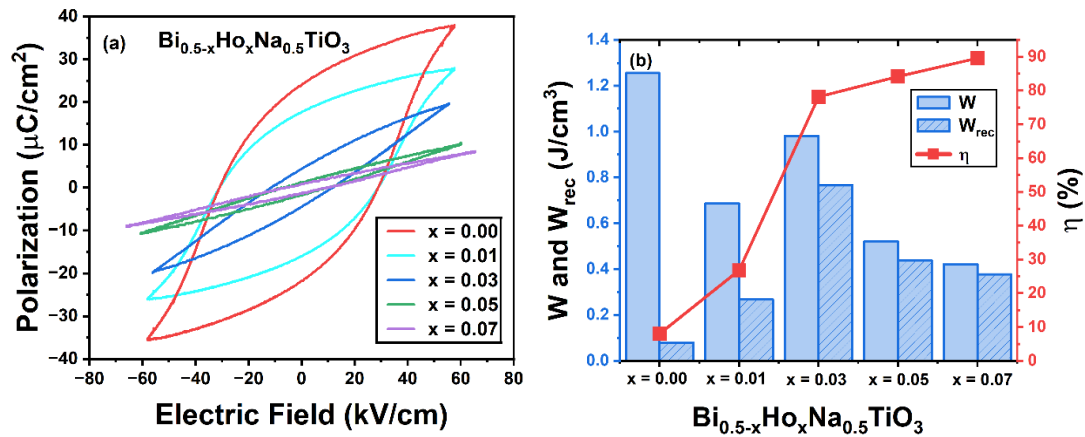 (a)
Bi₀.₅₋ₓHoₓNa₀.₅TiO₃
Polarization (μC/cm²)
40
30
20
10
0
−10
−20
−30
−40
x = 0.00
x = 0.01
x = 0.03
x = 0.05
x = 0.07
−80 −60 −40 −20 0 20 40 60 80
Electric Field (kV/cm)
(b)
W and Wrec (J/cm³)
1.4
1.2
1.0
0.8
0.6
0.4
0.2
0.0
W
Wrec
η
95
90
80
70
60
50
40
30
20
10
0
η (%)
x = 0.00 x = 0.01 x = 0.03 x = 0.05 x = 0.07
Bi₀.₅₋ₓHoₓNa₀.₅TiO₃